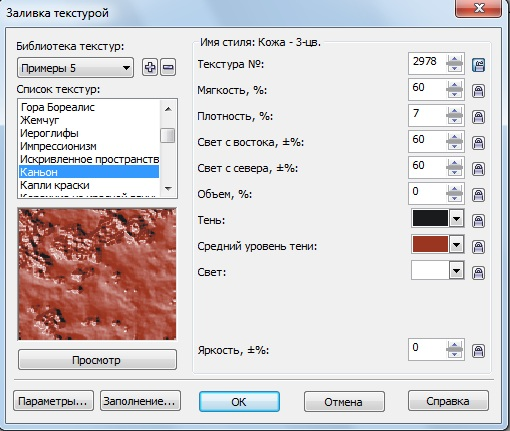 Заливка текстурой
Библиотека текстур:
Примеры 5
Список текстур:
Гора Бореалис
Жемчуг
Иероглифы
Импрессионизм
Искривленное пространств
Каньон
Капли краски
Просмотр
Имя стиля: Кожа - 3-цв.
Текстура №: 2978
Мягкость, %: 60
Плотность, %: 7
Свет с востока, ±%: 60
Свет с севера, ±%: 60
Объем, %: 0
Тень:
Средний уровень тени:
Свет:
Яркость, ±%: 0
Параметры... Заполнение... ОК Отмена Справка